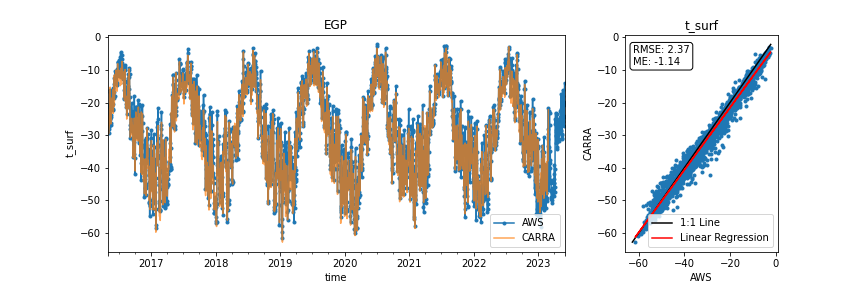 EGP
t_surf
0
−10
−20
−30
−40
−50
−60
2017
2018
2019
2020
2021
2022
2023
time
AWS
CARRA
t_surf
CARRA
0
−10
−20
−30
−40
−50
−60
RMSE: 2.37
ME: -1.14
1:1 Line
Linear Regression
−60
−40
−20
0
AWS